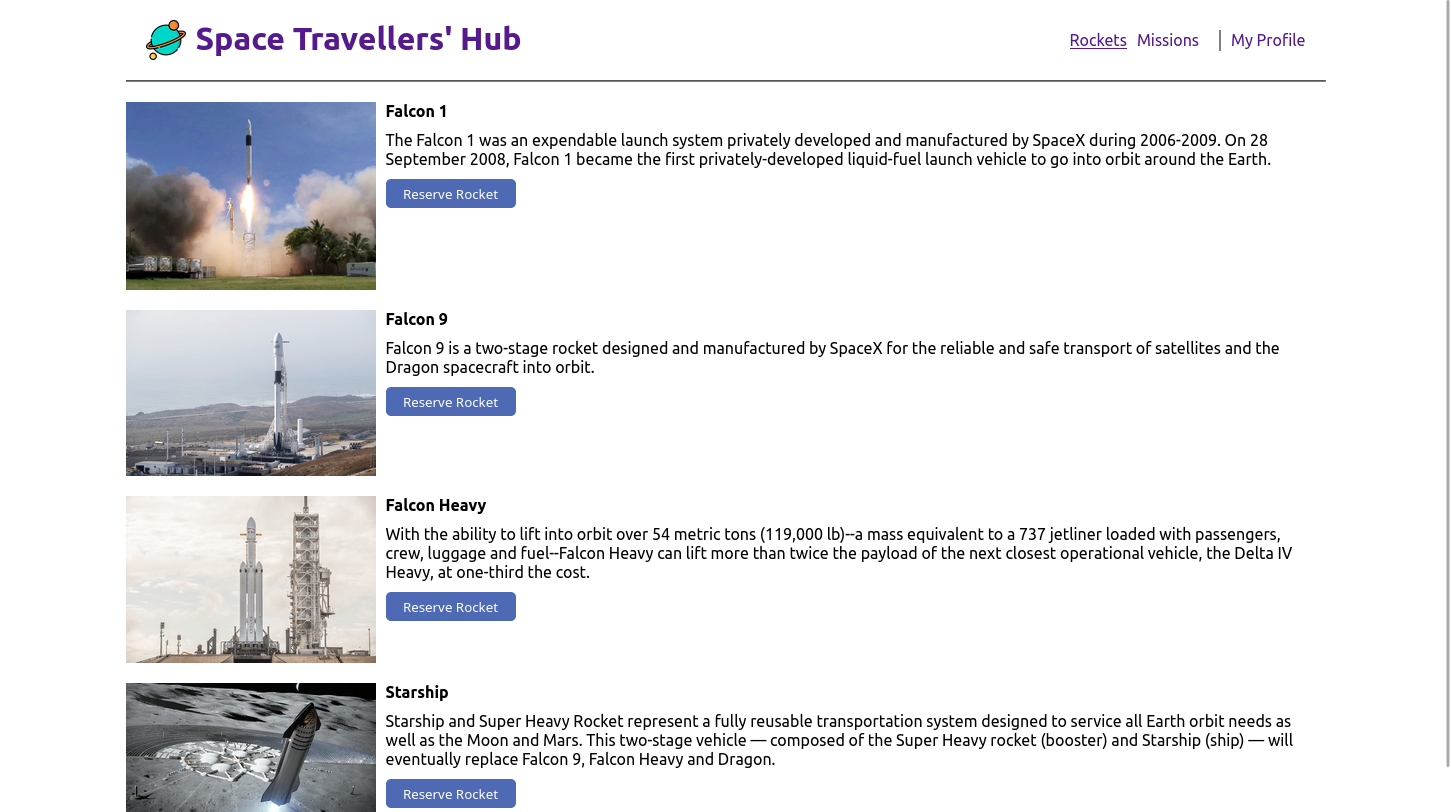 Space Travellers' Hub
Rockets Missions | My Profile
Falcon 1
The Falcon 1 was an expendable launch system privately developed and manufactured by SpaceX during 2006-2009. On 28
September 2008, Falcon 1 became the first privately-developed liquid-fuel launch vehicle to go into orbit around the Earth.
Reserve Rocket
Falcon 9
Falcon 9 is a two-stage rocket designed and manufactured by SpaceX for the reliable and safe transport of satellites and the
Dragon spacecraft into orbit.
Reserve Rocket
Falcon Heavy
With the ability to lift into orbit over 54 metric tons (119,000 lb)--a mass equivalent to a 737 jetliner loaded with passengers,
crew, luggage and fuel--Falcon Heavy can lift more than twice the payload of the next closest operational vehicle, the Delta IV
Heavy, at one-third the cost.
Reserve Rocket
Starship
Starship and Super Heavy Rocket represent a fully reusable transportation system designed to service all Earth orbit needs as
well as the Moon and Mars. This two-stage vehicle — composed of the Super Heavy rocket (booster) and Starship (ship) — will
eventually replace Falcon 9, Falcon Heavy and Dragon.
Reserve Rocket